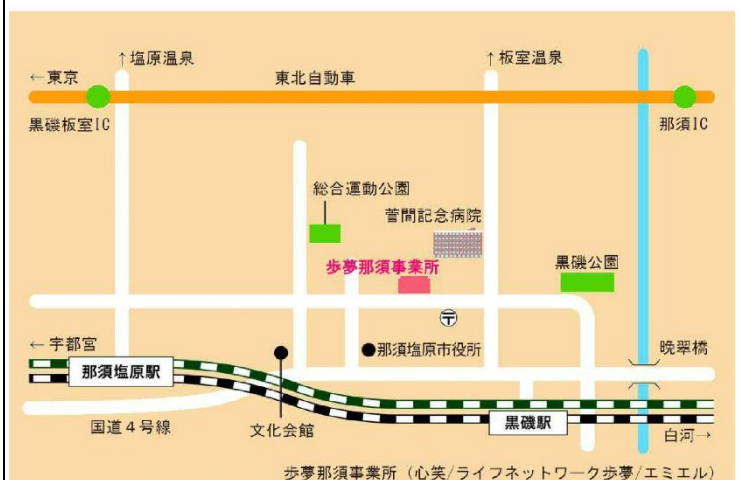 ↑塩原温泉
↑板室温泉
←東京
東北自動車
黒磯板室IC
那須IC
総合運動公園
菅間記念病院
歩夢那須事業所
黒磯公園
〒
←宇都宮
●那須塩原市役所
晩翠橋
那須塩原駅
国道4号線
文化会館
黒磯駅
白河→
歩夢那須事業所（心笑/ライフネットワーク歩夢/エミエル）